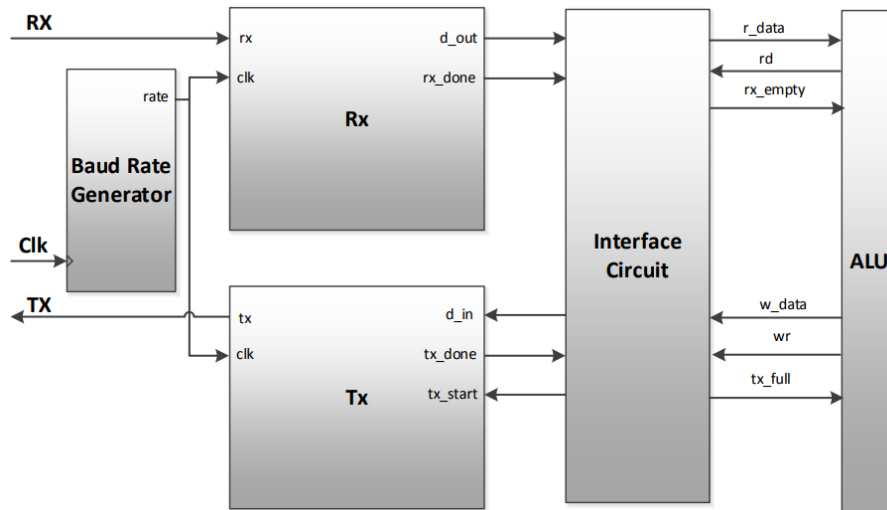 RX
rx
d_out
clk
rx_done
Rx
rate
Baud Rate
Generator
Clk
TX
tx
d_in
clk
tx_done
tx_start
Tx
Interface
Circuit
r_data
rd
rx_empty
w_data
wr
tx_full
ALU